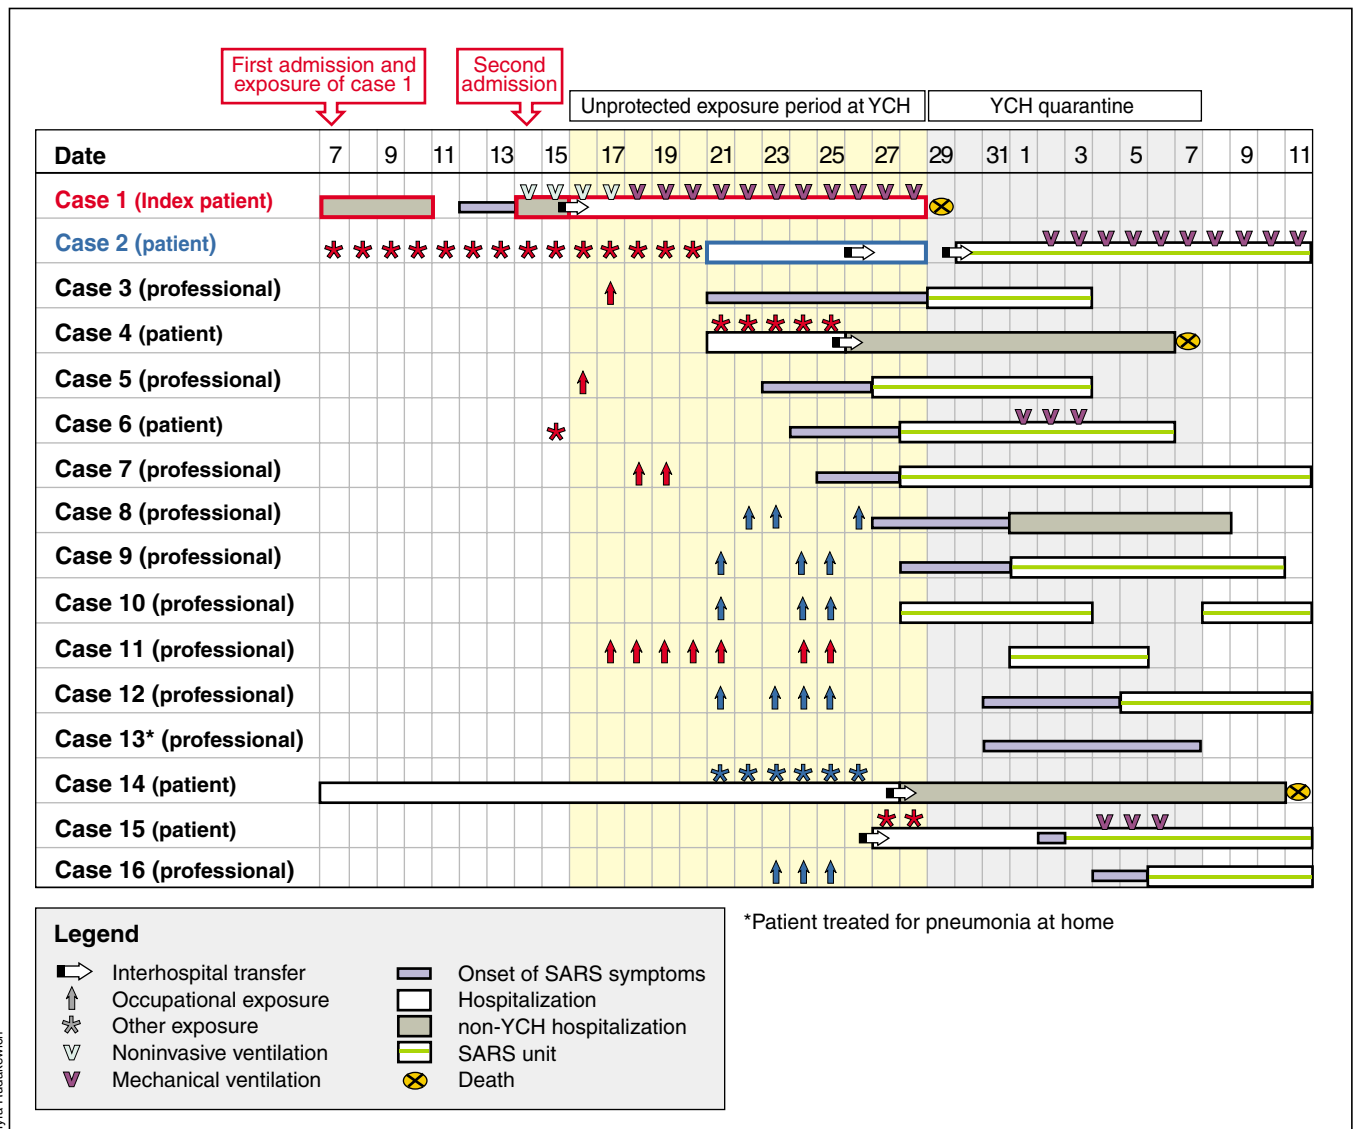 First admission and
exposure of case 1
Second
admission
Unprotected exposure period at YCH
YCH quarantine
Date 7 9 11 13 15 17 19 21 23 25 27 29 31 1 3 5 7 9 11
Case 1 (Index patient)
Case 2 (patient)
Case 3 (professional)
Case 4 (patient)
Case 5 (professional)
Case 6 (patient)
Case 7 (professional)
Case 8 (professional)
Case 9 (professional)
Case 10 (professional)
Case 11 (professional)
Case 12 (professional)
Case 13* (professional)
Case 14 (patient)
Case 15 (patient)
Case 16 (professional)
*Patient treated for pneumonia at home
Legend
Interhospital transfer
Occupational exposure
Other exposure
Noninvasive ventilation
Mechanical ventilation
Onset of SARS symptoms
Hospitalization
non-YCH hospitalization
SARS unit
Death